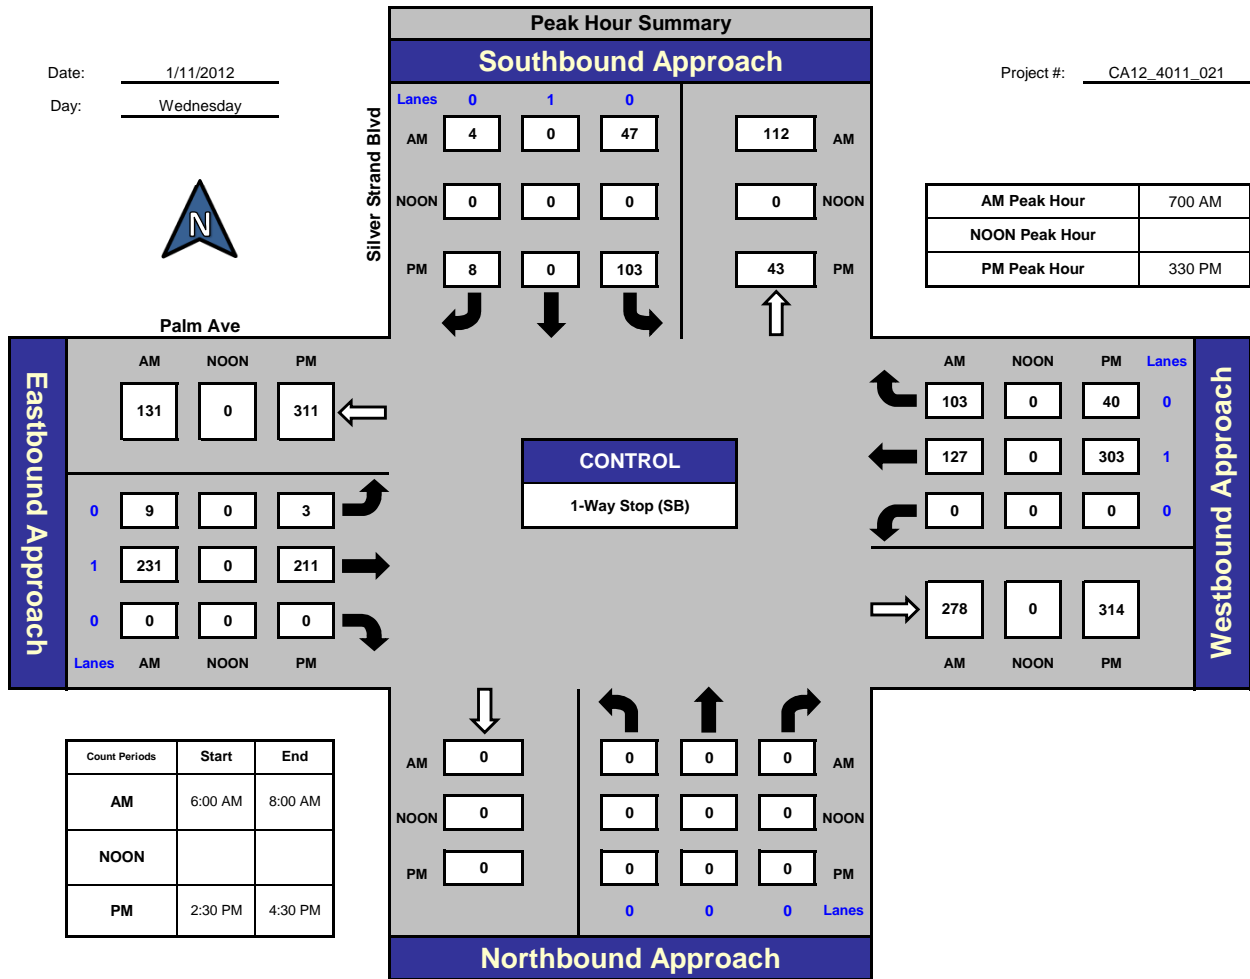 Peak Hour Summary
Southbound Approach
Date: 1/11/2012
Day: Wednesday
Project #: CA12_4011_021
Silver Strand Blvd
Lanes 0 1 0
AM 4 0 47 112 AM
NOON 0 0 0 0 NOON
PM 8 0 103 43 PM
N
AM Peak Hour 700 AM
NOON Peak Hour
PM Peak Hour 330 PM
Palm Ave
Eastbound Approach
AM NOON PM
131 0 311
0 9 0 3
1 231 0 211
0 0 0 0
Lanes AM NOON PM
CONTROL
1-Way Stop (SB)
AM NOON PM Lanes
103 0 40 0
127 0 303 1
0 0 0 0
278 0 314
AM NOON PM
Westbound Approach
Count Periods Start End
AM 6:00 AM 8:00 AM
NOON
PM 2:30 PM 4:30 PM
AM 0 0 0 0 AM
NOON 0 0 0 0 NOON
PM 0 0 0 0 PM
0 0 0 Lanes
Northbound Approach